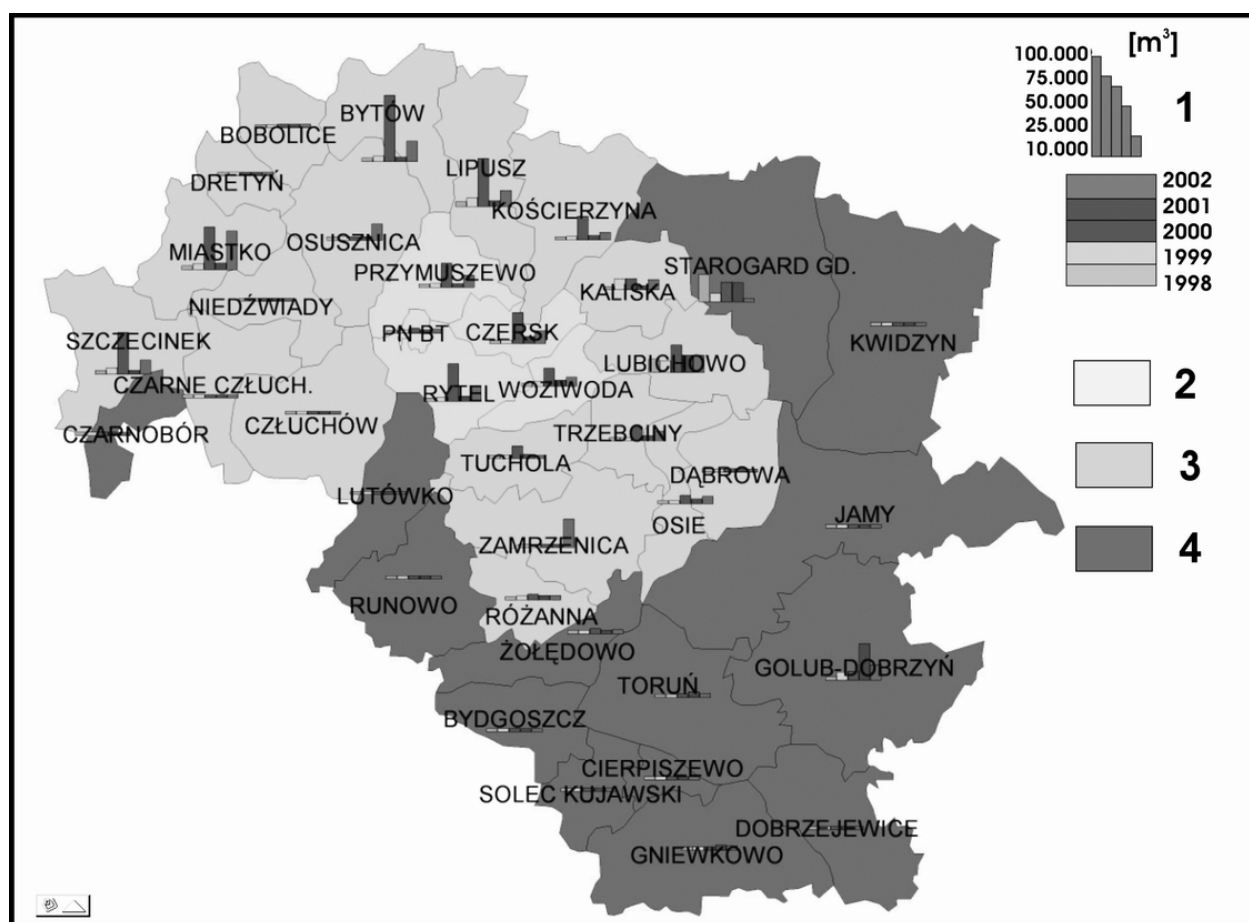 [m³]
100.000
75.000
50.000
25.000
10.000
1
2002
2001
2000
1999
1998
2
3
4
BYTÓW
BOBOLICE
LIPUSZ
DRETYŃ
KOŚCIERZYNA
OSUSZNICA
MIASTKO
PRZYMUSZEWO
STAROGARD GD.
KALISKA
NIEDŹWIADY
PN BT
CZERSK
SZCZECINEK
KWIDZYN
LUBICHOWO
CZARNE CZŁUCH.
RYTEL
WOZIWODA
CZŁUCHÓW
CZARNOBÓR
TRZEBCINY
TUCHOLA
DĄBROWA
LUTÓWKO
JAMY
OSIE
ZAMRZENICA
RUNOWO
RÓŻANNA
ŻOŁĘDOWO
GOLUB-DOBRZYŃ
TORUŃ
BYDGOSZCZ
CIERPISZEWO
SOLEC KUJAWSKI
DOBRZEJEWICE
GNIEWKOWO